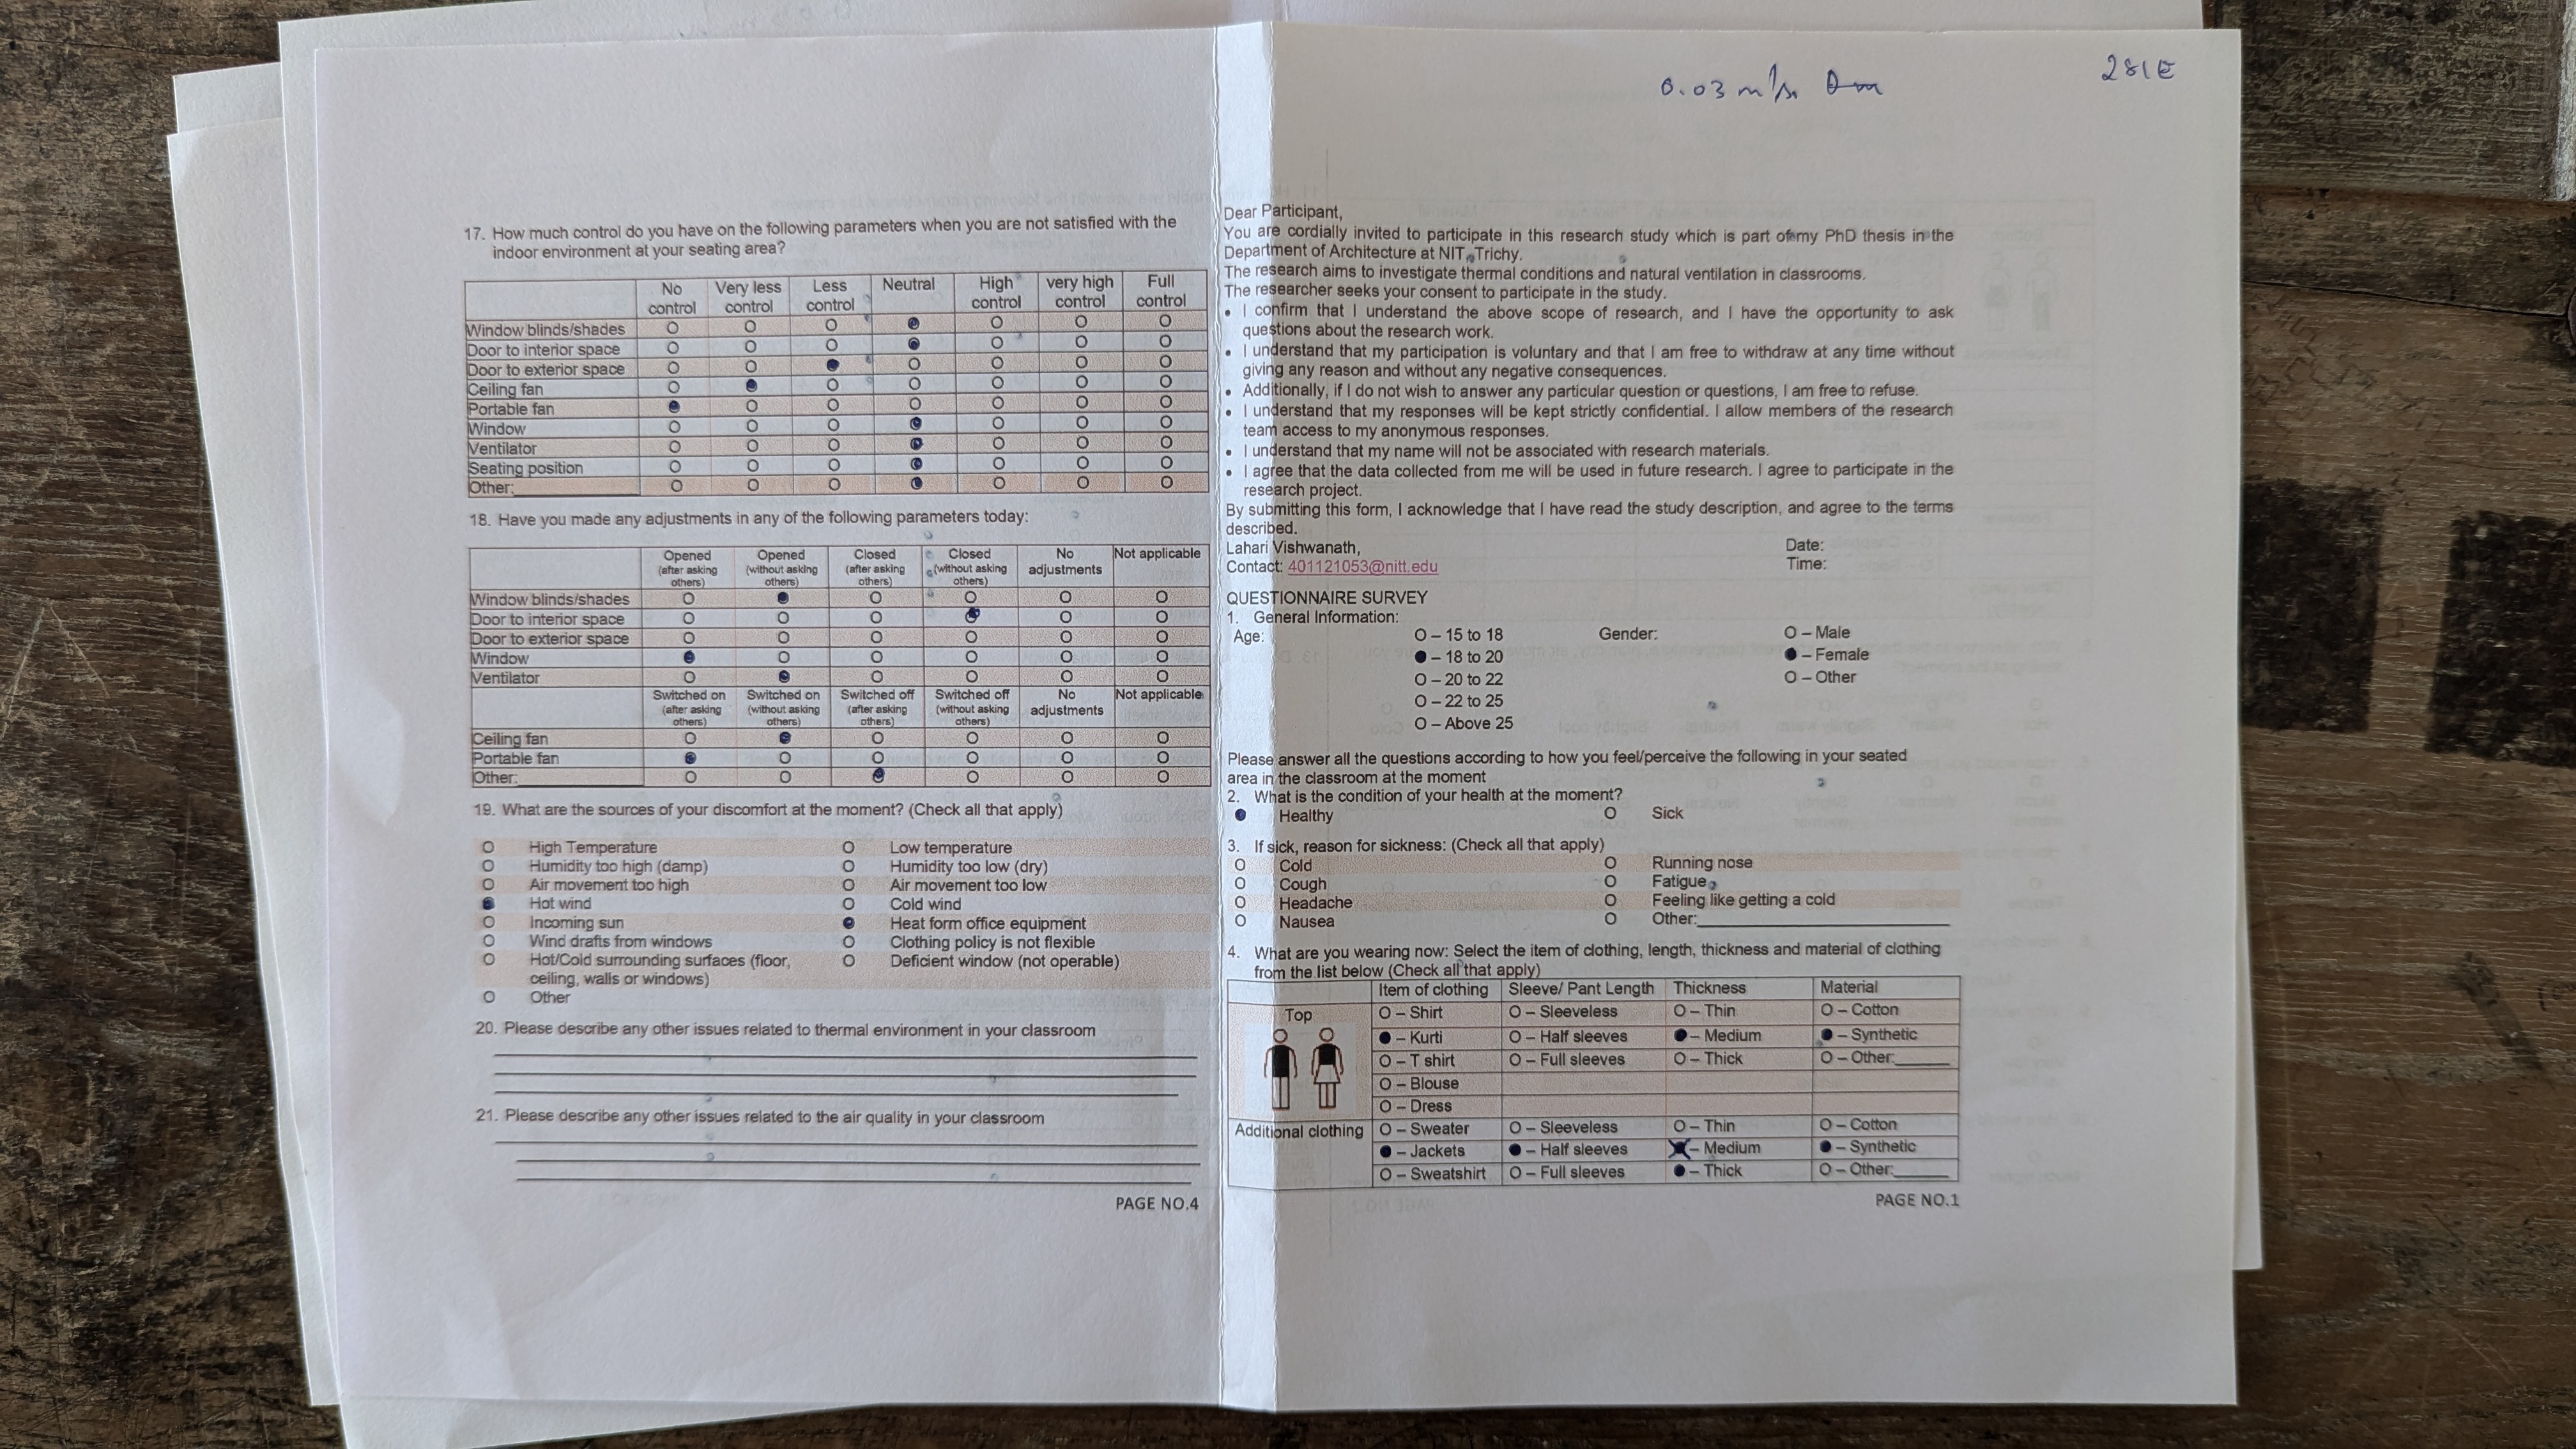 17. How much control do you have on the following parameters when you are not satisfied with the
indoor environment at your seating area?
No control Very less control Less control Neutral High control very high control Full control
Window blinds/shades O O O ● O O O
Door to interior space O O O ● O O O
Door to exterior space O O ● O O O O
Ceiling fan O ● O O O O O
Portable fan ● O O O O O O
Window O O O ● O O O
Ventilator O O O ● O O O
Seating position O O O ● O O O
Other: O O O ● O O O
18. Have you made any adjustments in any of the following parameters today:
Opened (after asking others) Opened (without asking others) Closed (after asking others) Closed (without asking others) No adjustments Not applicable
Window blinds/shades O ● O O O O
Door to interior space O O O ● O O
Door to exterior space O O O O O O
Window ● O O O O O
Ventilator O ● O O O O
Switched on (after asking others) Switched on (without asking others) Switched off (after asking others) Switched off (without asking others) No adjustments Not applicable
Ceiling fan O ● O O O O
Portable fan ● O O O O O
Other: O O ● O O O
19. What are the sources of your discomfort at the moment? (Check all that apply)
O High Temperature O Low temperature
O Humidity too high (damp) O Humidity too low (dry)
O Air movement too high O Air movement too low
● Hot wind O Cold wind
O Incoming sun ● Heat form office equipment
O Wind drafts from windows O Clothing policy is not flexible
O Hot/Cold surrounding surfaces (floor, O Deficient window (not operable)
ceiling, walls or windows)
O Other
20. Please describe any other issues related to thermal environment in your classroom
21. Please describe any other issues related to the air quality in your classroom
PAGE NO.4
0.03 m/s
281E
Dear Participant,
You are cordially invited to participate in this research study which is part of my PhD thesis in the
Department of Architecture at NIT, Trichy.
The research aims to investigate thermal conditions and natural ventilation in classrooms.
The researcher seeks your consent to participate in the study.
• I confirm that I understand the above scope of research, and I have the opportunity to ask
questions about the research work.
• I understand that my participation is voluntary and that I am free to withdraw at any time without
giving any reason and without any negative consequences.
• Additionally, if I do not wish to answer any particular question or questions, I am free to refuse.
• I understand that my responses will be kept strictly confidential. I allow members of the research
team access to my anonymous responses.
• I understand that my name will not be associated with research materials.
• I agree that the data collected from me will be used in future research. I agree to participate in the
research project.
By submitting this form, I acknowledge that I have read the study description, and agree to the terms
described.
Lahari Vishwanath, Date:
Contact: 401121053@nitt.edu Time:
QUESTIONNAIRE SURVEY
1. General Information:
Age: O – 15 to 18 Gender: O – Male
● – 18 to 20 ● – Female
O – 20 to 22 O – Other
O – 22 to 25
O – Above 25
Please answer all the questions according to how you feel/perceive the following in your seated
area in the classroom at the moment
2. What is the condition of your health at the moment?
● Healthy O Sick
3. If sick, reason for sickness: (Check all that apply)
O Cold O Running nose
O Cough O Fatigue
O Headache O Feeling like getting a cold
O Nausea O Other:
4. What are you wearing now: Select the item of clothing, length, thickness and material of clothing
from the list below (Check all that apply)
Item of clothing Sleeve/ Pant Length Thickness Material
Top O – Shirt O – Sleeveless O – Thin O – Cotton
● – Kurti O – Half sleeves ● – Medium ● – Synthetic
O – T shirt O – Full sleeves O – Thick O – Other:
O – Blouse
O – Dress
Additional clothing O – Sweater O – Sleeveless O – Thin O – Cotton
● – Jackets ● – Half sleeves – Medium ● – Synthetic
O – Sweatshirt O – Full sleeves ● – Thick O – Other:
PAGE NO.1